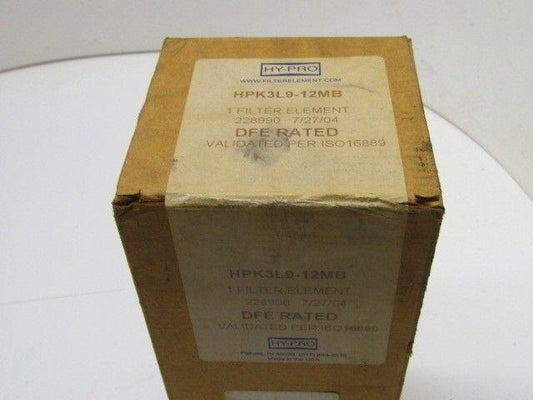 HY-PRO
WWW.FILTERELEMENT.COM
HPK3L9-12MB
1 FILTER ELEMENT
228990 7/27/04
DFE RATED
VALIDATED PER ISO16889
HPK3L9-12MB
1 FILTER ELEMENT
228990 7/27/04
DFE RATED
VALIDATED PER ISO16889
HY-PRO
Made in the USA